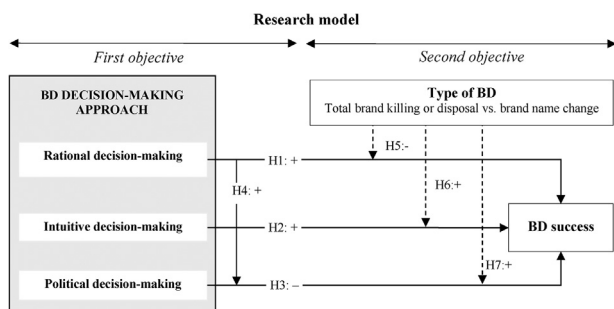 Research model
First objective
Second objective
BD DECISION-MAKING
APPROACH
Type of BD
Total brand killing or disposal vs. brand name change
Rational decision-making
H1: +
H5:-
H4: +
H6:+
Intuitive decision-making
H2: +
BD success
H7:+
Political decision-making
H3: –